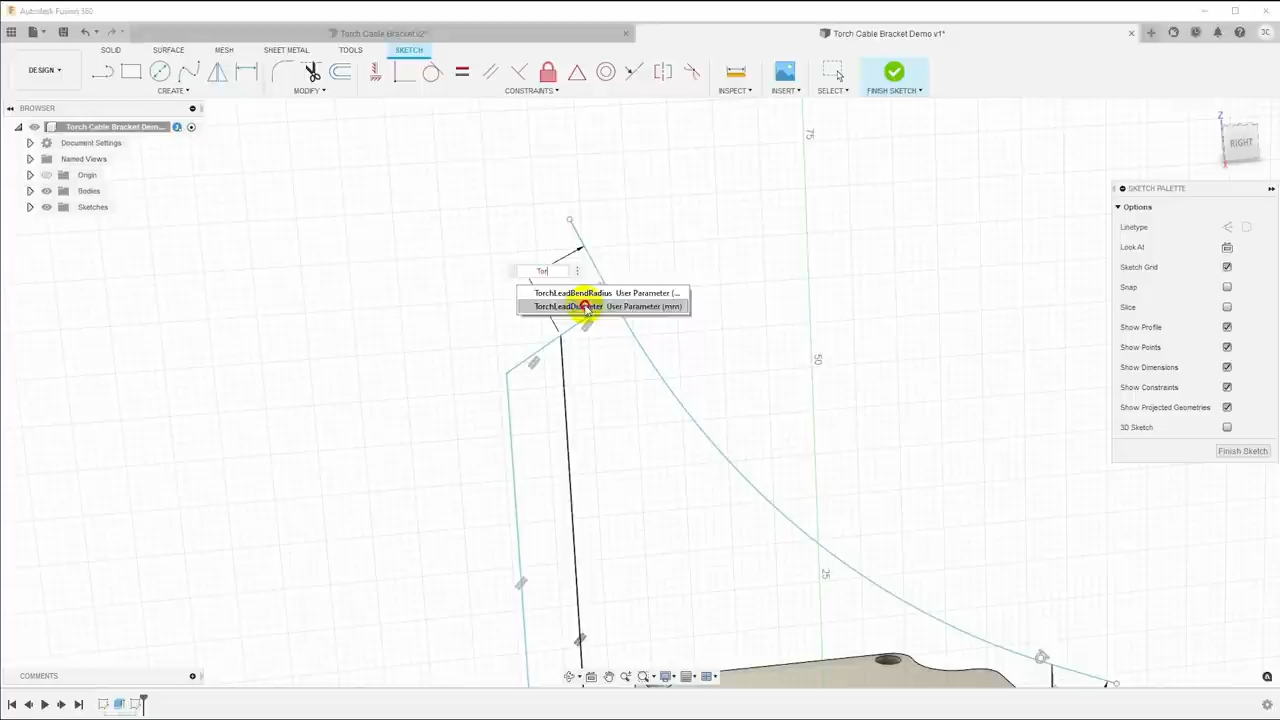 Autodesk Fusion 360
Torch Cable Bracket v2*
Torch Cable Bracket Demo v1*
JC
SOLID
SURFACE
MESH
SHEET METAL
TOOLS
SKETCH
DESIGN
CREATE
MODIFY
CONSTRAINTS
INSPECT
INSERT
SELECT
FINISH SKETCH
BROWSER
Torch Cable Bracket Dem...
Document Settings
Named Views
Origin
Bodies
Sketches
75
50
25
Z
X
RIGHT
SKETCH PALETTE
Options
Linetype
Look At
Sketch Grid
Snap
Slice
Show Profile
Show Points
Show Dimensions
Show Constraints
Show Projected Geometries
3D Sketch
Finish Sketch
Tor
TorchLeadBendRadius User Parameter (...
TorchLeadDiameter User Parameter (mm)
COMMENTS